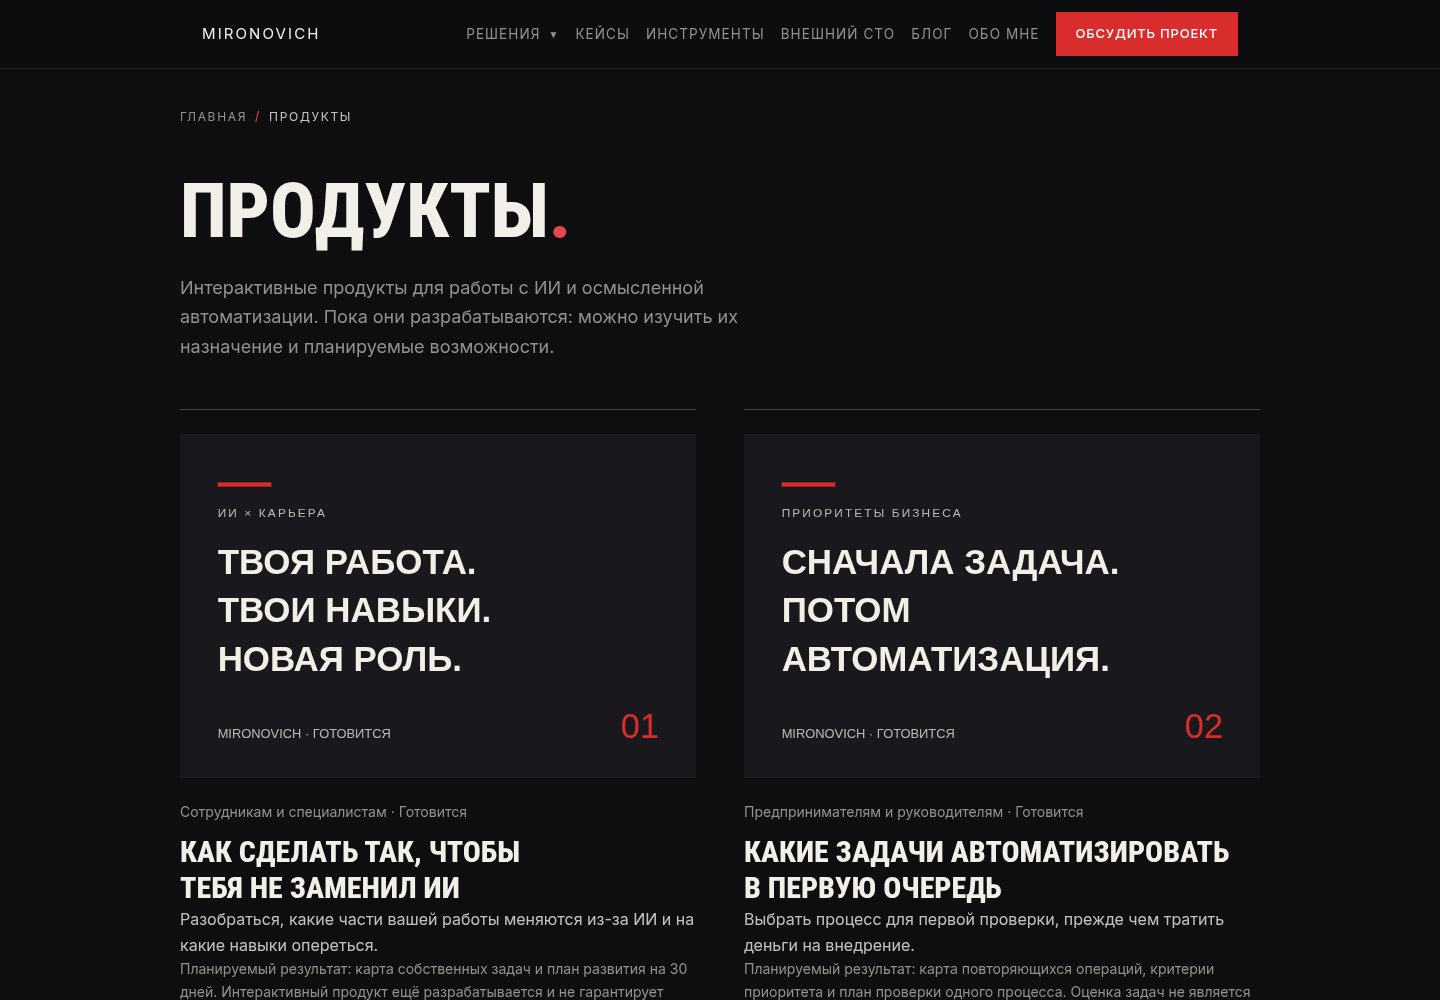 MIRONOVICH
РЕШЕНИЯ ▼ КЕЙСЫ ИНСТРУМЕНТЫ ВНЕШНИЙ CTO БЛОГ ОБО МНЕ ОБСУДИТЬ ПРОЕКТ
ГЛАВНАЯ / ПРОДУКТЫ
ПРОДУКТЫ.
Интерактивные продукты для работы с ИИ и осмысленной
автоматизации. Пока они разрабатываются: можно изучить их
назначение и планируемые возможности.
ИИ × КАРЬЕРА
ТВОЯ РАБОТА.
ТВОИ НАВЫКИ.
НОВАЯ РОЛЬ.
MIRONOVICH · ГОТОВИТСЯ
01
Сотрудникам и специалистам · Готовится
КАК СДЕЛАТЬ ТАК, ЧТОБЫ
ТЕБЯ НЕ ЗАМЕНИЛ ИИ
Разобраться, какие части вашей работы меняются из-за ИИ и на
какие навыки опереться.
Планируемый результат: карта собственных задач и план развития на 30
дней. Интерактивный продукт ещё разрабатывается и не гарантирует
ПРИОРИТЕТЫ БИЗНЕСА
СНАЧАЛА ЗАДАЧА.
ПОТОМ
АВТОМАТИЗАЦИЯ.
MIRONOVICH · ГОТОВИТСЯ
02
Предпринимателям и руководителям · Готовится
КАКИЕ ЗАДАЧИ АВТОМАТИЗИРОВАТЬ
В ПЕРВУЮ ОЧЕРЕДЬ
Выбрать процесс для первой проверки, прежде чем тратить
деньги на внедрение.
Планируемый результат: карта повторяющихся операций, критерии
приоритета и план проверки одного процесса. Оценка задач не является